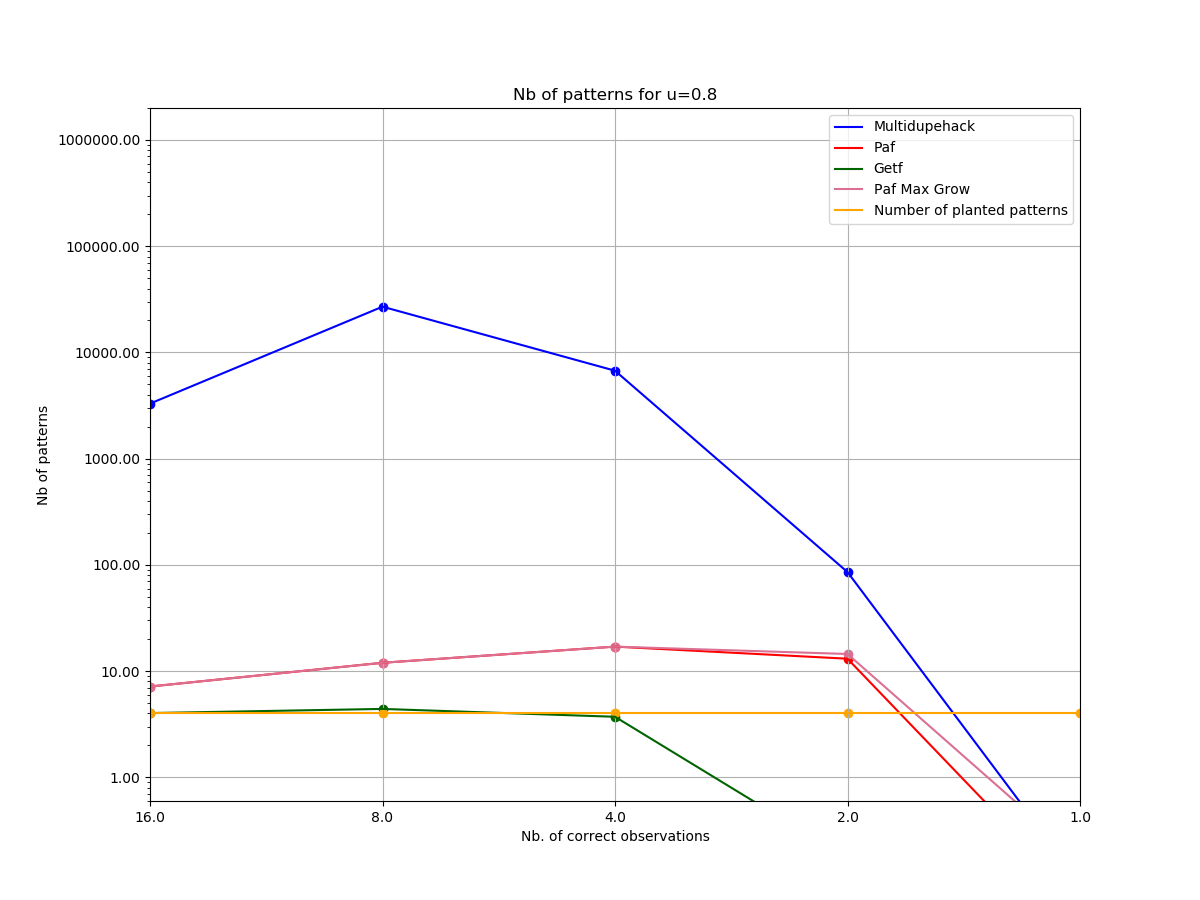 Nb of patterns for u=0.8
Multidupehack
Paf
Getf
Paf Max Grow
Number of planted patterns
1000000.00
100000.00
10000.00
1000.00
100.00
10.00
1.00
Nb of patterns
16.0 8.0 4.0 2.0 1.0
Nb. of correct observations